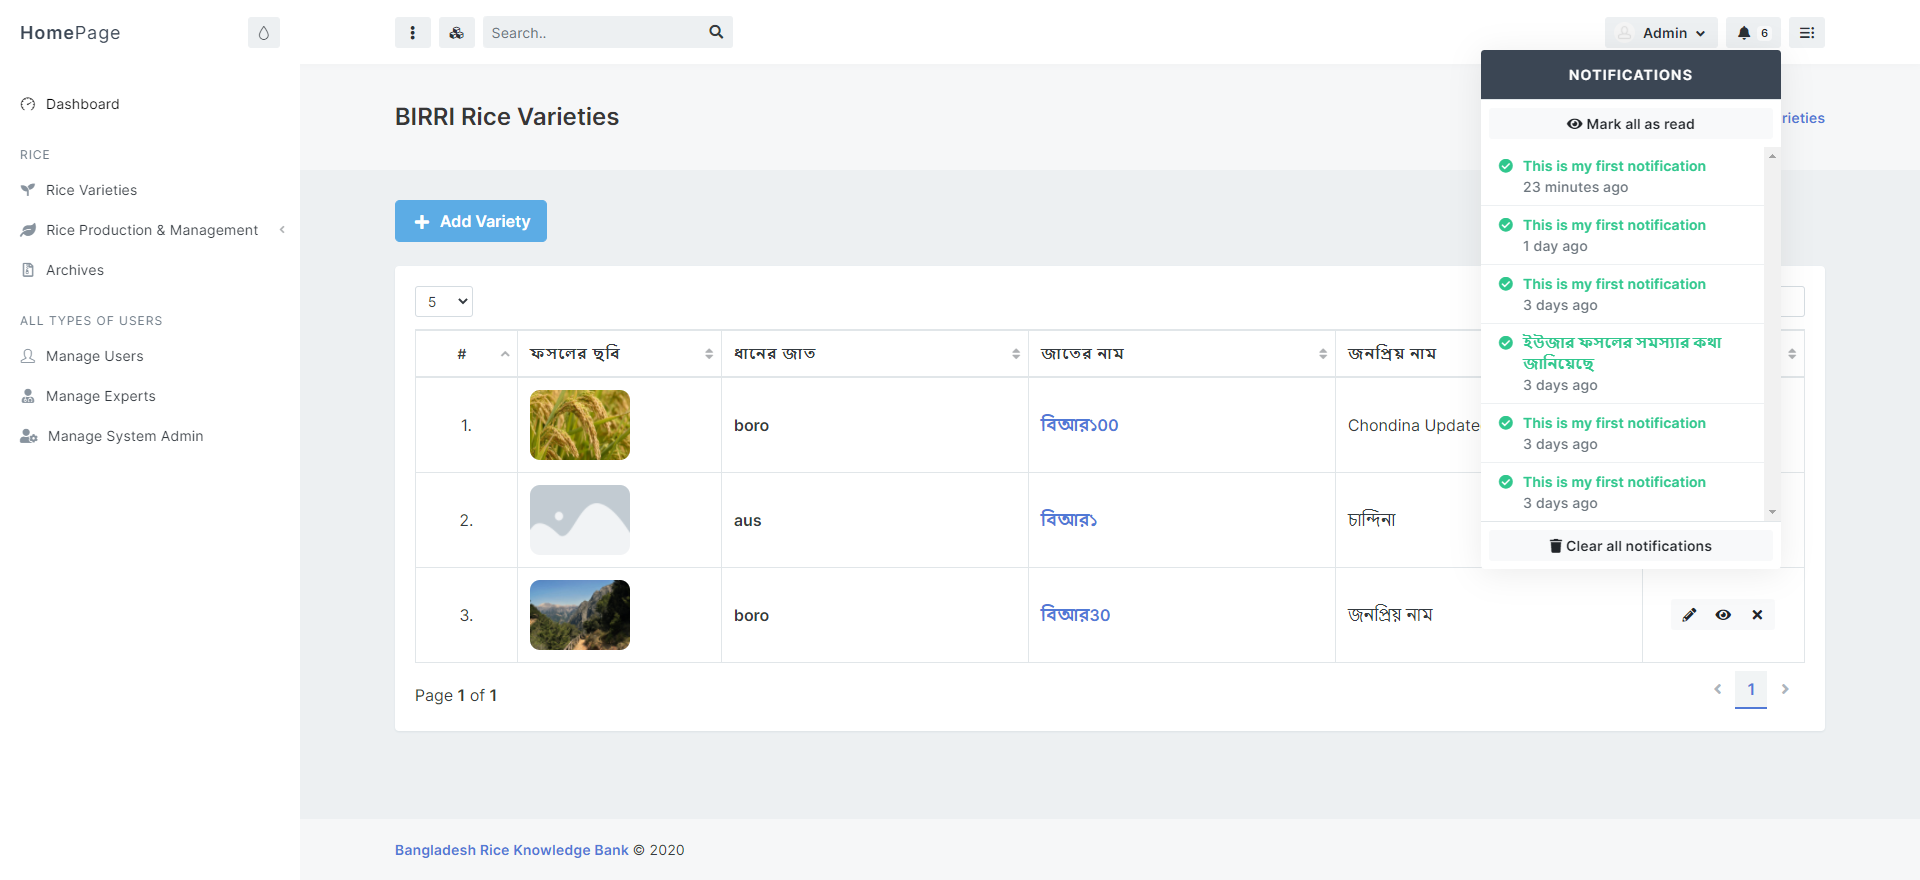 HomePage
Search..
Admin
6
Dashboard
RICE
Rice Varieties
Rice Production & Management
Archives
ALL TYPES OF USERS
Manage Users
Manage Experts
Manage System Admin
BIRRI Rice Varieties
Add Variety
5
# ফসলের ছবি ধানের জাত জাতের নাম জনপ্রিয় নাম
1. boro বিআর১00 Chondina Update
2. aus বিআর১ চান্দিনা
3. boro বিআর30 জনপ্রিয় নাম
Page 1 of 1
1
NOTIFICATIONS
Mark all as read
This is my first notification
23 minutes ago
This is my first notification
1 day ago
This is my first notification
3 days ago
ইউজার ফসলের সমস্যার কথা
জানিয়েছে
3 days ago
This is my first notification
3 days ago
This is my first notification
3 days ago
Clear all notifications
Bangladesh Rice Knowledge Bank © 2020